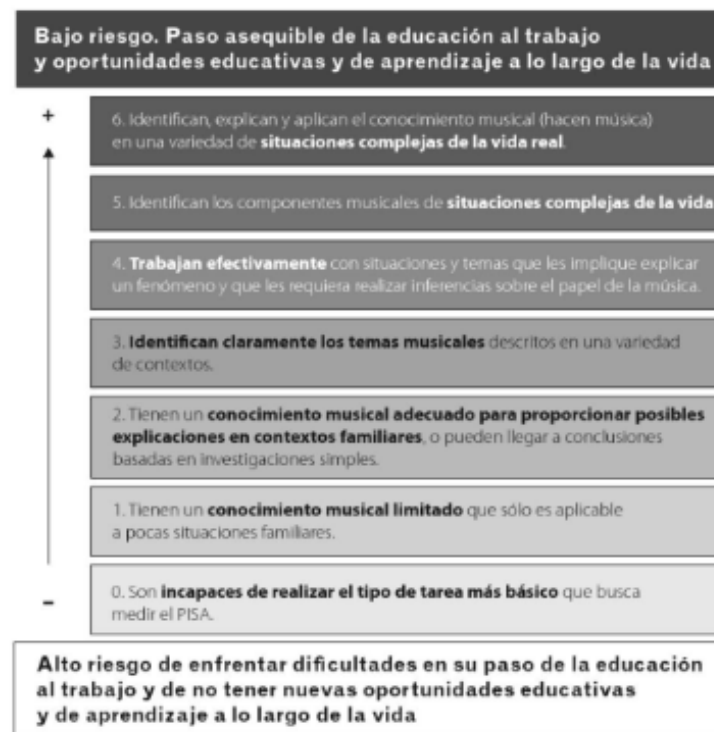 Bajo riesgo. Paso asequible de la educación al trabajo
y oportunidades educativas y de aprendizaje a lo largo de la vida
+
6. Identifican, explican y aplican el conocimiento musical (hacen música)
en una variedad de situaciones complejas de la vida real.
5. Identifican los componentes musicales de situaciones complejas de la vida
4. Trabajan efectivamente con situaciones y temas que les implique explicar
un fenómeno y que les requiera realizar inferencias sobre el papel de la música.
3. Identifican claramente los temas musicales descritos en una variedad
de contextos.
2. Tienen un conocimiento musical adecuado para proporcionar posibles
explicaciones en contextos familiares, o pueden llegar a conclusiones
basadas en investigaciones simples.
1. Tienen un conocimiento musical limitado que sólo es aplicable
a pocas situaciones familiares.
0. Son incapaces de realizar el tipo de tarea más básico que busca
medir el PISA.
–
Alto riesgo de enfrentar dificultades en su paso de la educación
al trabajo y de no tener nuevas oportunidades educativas
y de aprendizaje a lo largo de la vida